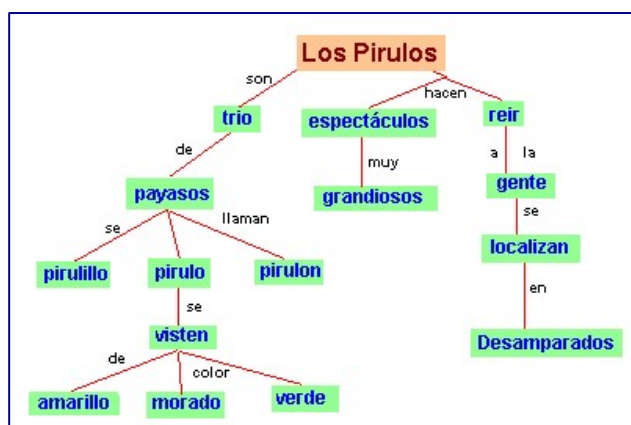 Los Pirulos
son
hacen
trio
espectáculos
reir
de
muy
a la
payasos
grandiosos
gente
se
llaman
se
pirulillo
pirulo
pirulon
localizan
se
en
visten
Desamparados
de
color
amarillo
morado
verde